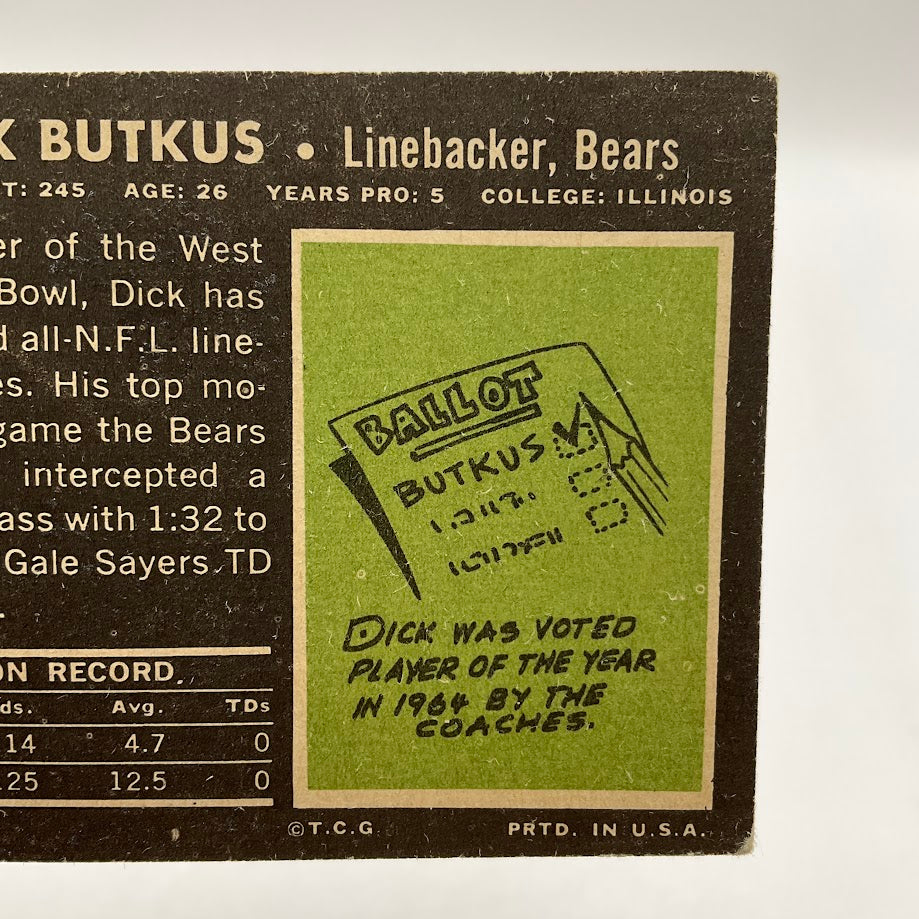 K BUTKUS • Linebacker, Bears
T: 245 AGE: 26 YEARS PRO: 5 COLLEGE: ILLINOIS
er of the West
Bowl, Dick has
d all-N.F.L. line-
es. His top mo-
game the Bears
intercepted a
ass with 1:32 to
Gale Sayers TD
.
ON RECORD
ds. Avg. TDs
14 4.7 0
25 12.5 0
BALLOT
BUTKUS
DICK WAS VOTED
PLAYER OF THE YEAR
IN 1964 BY THE
COACHES.
©T.C.G. PRTD. IN U.S.A.